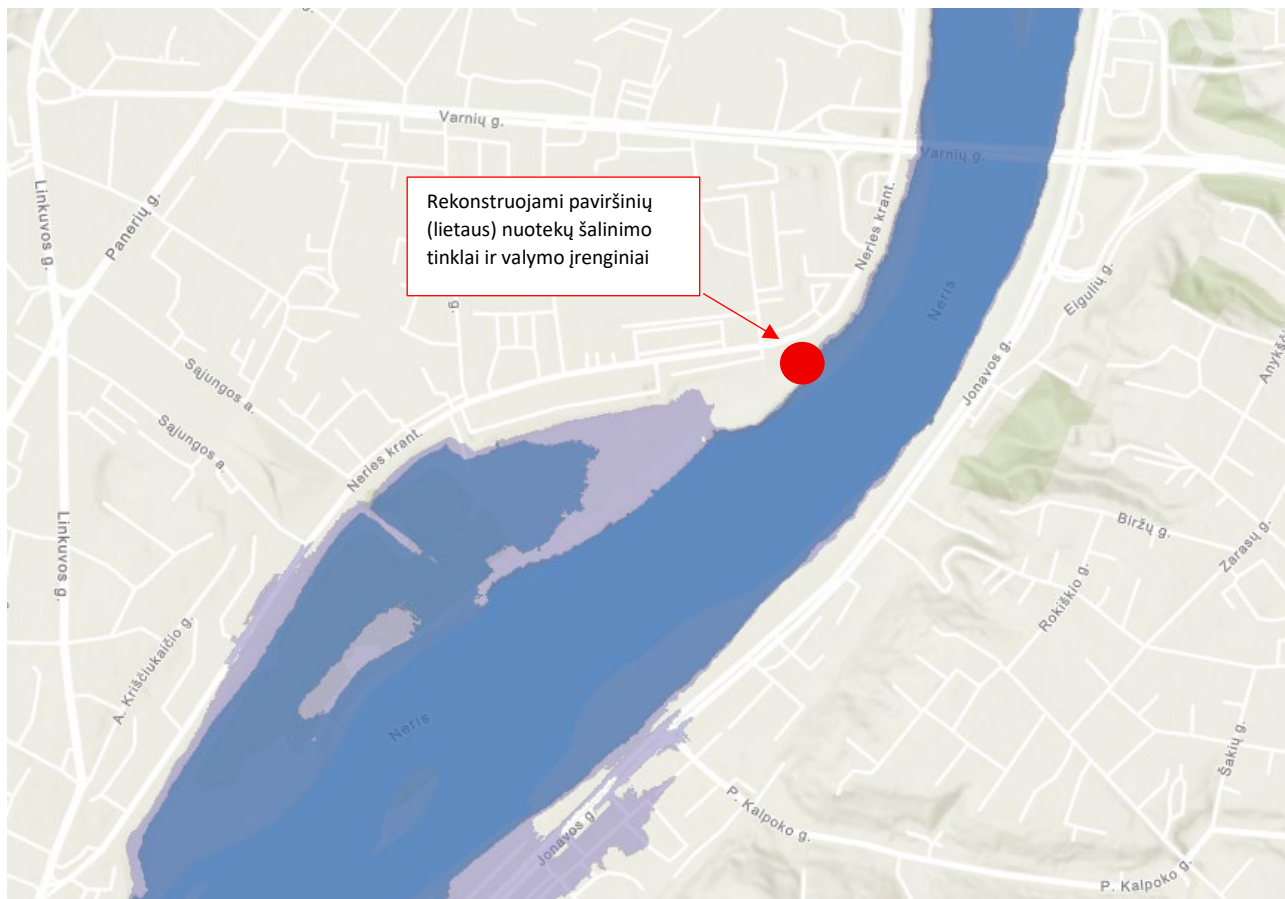 Varnių g.
Varnių g.
Linkuvos g.
Panerių g.
Rekonstruojami paviršinių
(lietaus) nuotekų šalinimo
tinklai ir valymo įrenginiai
Neries krant.
Neris
Eigulių g.
g.
Jonavos g.
Anykšč
Sąjungos a.
Sąjungos a.
Neries krant.
Linkuvos g.
Biržų g.
Zarasų g.
Rokiškio g.
A. Kriščiukaičio g.
Neris
Šakių g.
P. Kalpoko g.
Jonavos g.
P. Kalpoko g.